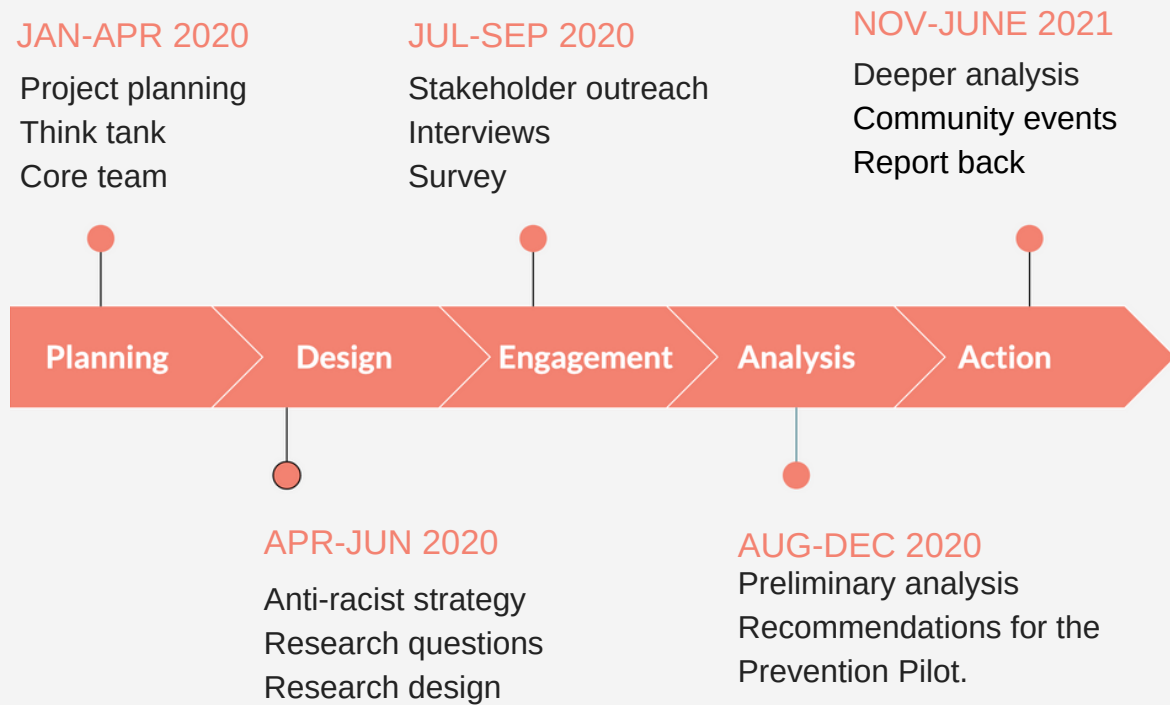 JAN-APR 2020
Project planning
Think tank
Core team
JUL-SEP 2020
Stakeholder outreach
Interviews
Survey
NOV-JUNE 2021
Deeper analysis
Community events
Report back
Planning
Design
Engagement
Analysis
Action
APR-JUN 2020
Anti-racist strategy
Research questions
Research design
AUG-DEC 2020
Preliminary analysis
Recommendations for the
Prevention Pilot.